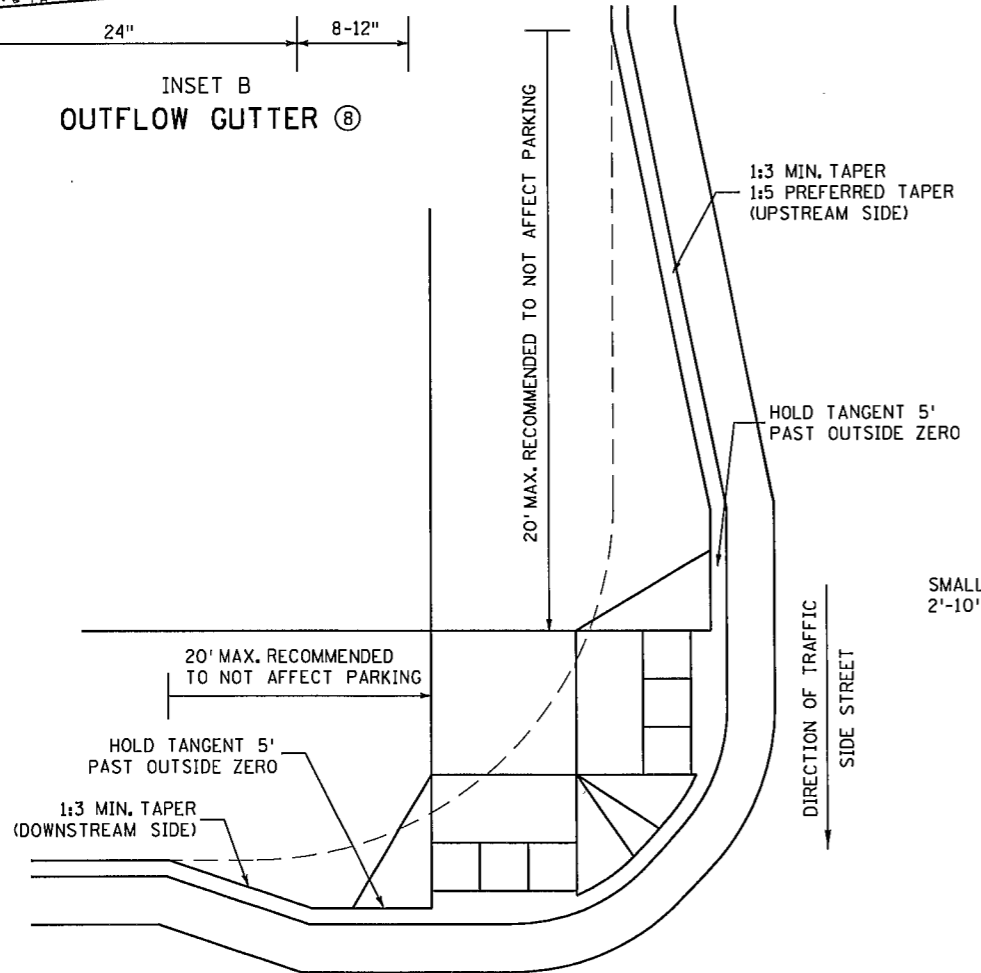 24" 8-12"
INSET B
OUTFLOW GUTTER ⑧
20' MAX. RECOMMENDED TO NOT AFFECT PARKING
1:3 MIN. TAPER
1:5 PREFERRED TAPER
(UPSTREAM SIDE)
HOLD TANGENT 5'
PAST OUTSIDE ZERO
SMALL
2'-10'
DIRECTION OF TRAFFIC
SIDE STREET
20' MAX. RECOMMENDED
TO NOT AFFECT PARKING
HOLD TANGENT 5'
PAST OUTSIDE ZERO
1:3 MIN. TAPER
(DOWNSTREAM SIDE)